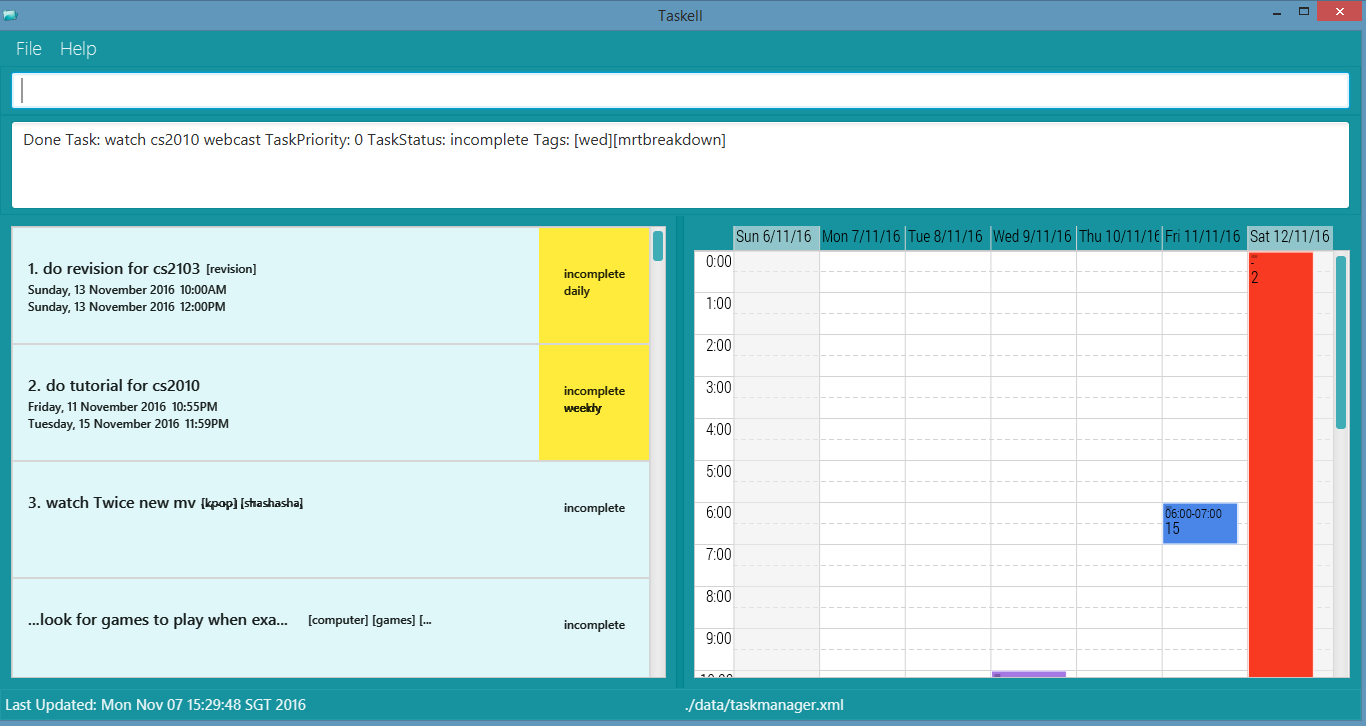 Taskell
File Help
Done Task: watch cs2010 webcast TaskPriority: 0 TaskStatus: incomplete Tags: [wed][mrtbreakdown]
1. do revision for cs2103 [revision]
Sunday, 13 November 2016 10:00AM
Sunday, 13 November 2016 12:00PM
incomplete
daily
2. do tutorial for cs2010
Friday, 11 November 2016 10:55PM
Tuesday, 15 November 2016 11:59PM
incomplete
weekly
3. watch Twice new mv [kpop] [shashasha]
incomplete
...look for games to play when exa... [computer] [games] [...
incomplete
Sun 6/11/16 Mon 7/11/16 Tue 8/11/16 Wed 9/11/16 Thu 10/11/16 Fri 11/11/16 Sat 12/11/16
0:00
2
1:00
2:00
3:00
4:00
5:00
6:00
06:00-07:00
15
7:00
8:00
9:00
10:00
Last Updated: Mon Nov 07 15:29:48 SGT 2016
./data/taskmanager.xml